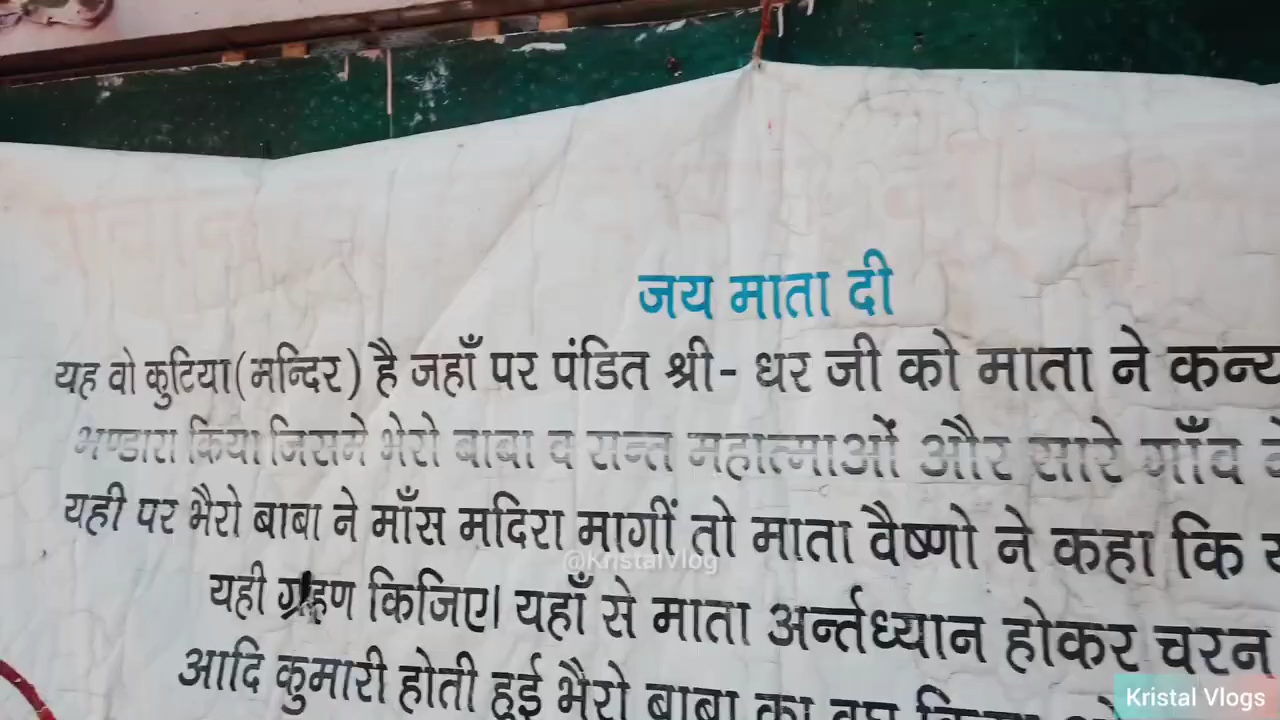 जय माता दी
यह वो कुटिया(मन्दिर) है जहाँ पर पंडित श्री- धर जी को माता ने
भण्डारा किया जिसमे भेरो बाबा व सन्त महात्माओं और सारे गाँव
यही पर भैरो बाबा ने माँस मदिरा मागीं तो माता वैष्णो ने कहा कि
@KristalVlog
यही ग्रहण किजिए। यहाँ से माता अर्न्तध्यान होकर चरन
आदि कुमारी होती हुई भैरो बाबा का वध
Kristal Vlogs